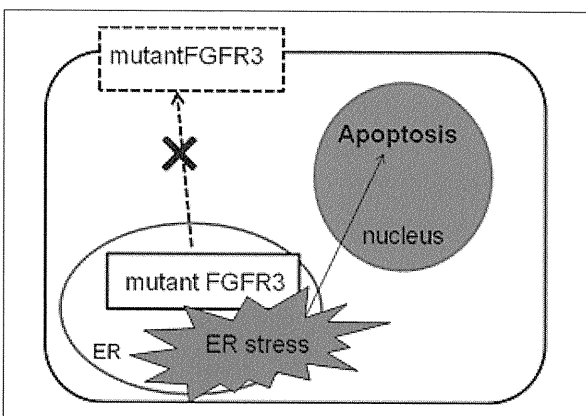 mutantFGFR3
Apoptosis
nucleus
mutant FGFR3
ER
ER stress